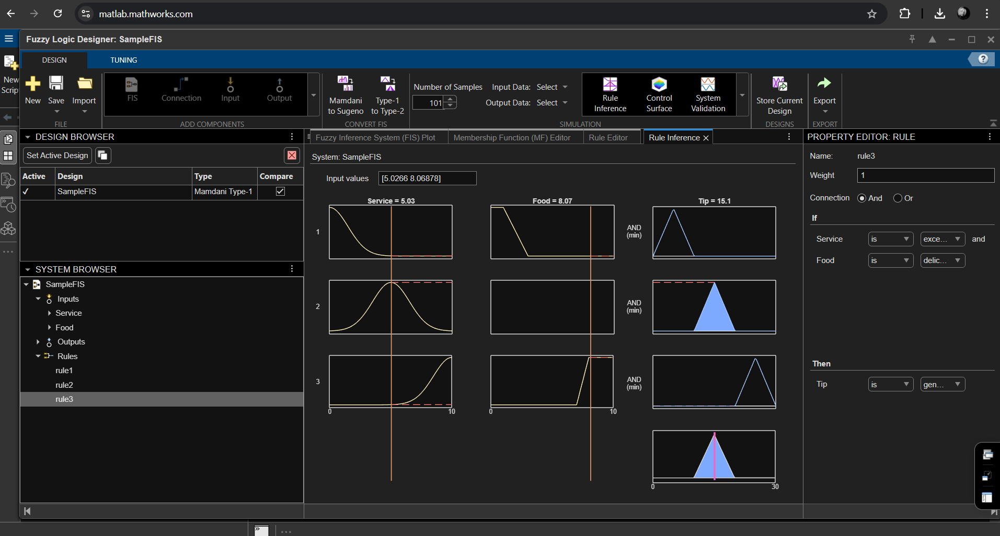 matlab.mathworks.com
Fuzzy Logic Designer: SampleFIS
DESIGN TUNING
New
Scrip
New Save Import
FILE
FIS Connection Input Output
ADD COMPONENTS
Mamdani
to Sugeno
Type-1
to Type-2
CONVERT FIS
Number of Samples
101
Input Data: Select
Output Data: Select
Rule
Inference
Control
Surface
System
Validation
SIMULATION
Store Current
Design
DESIGNS
Export
EXPORT
DESIGN BROWSER
Set Active Design
Active Design Type Compare
SampleFIS Mamdani Type-1
SYSTEM BROWSER
SampleFIS
Inputs
Service
Food
Outputs
Rules
rule1
rule2
rule3
Fuzzy Inference System (FIS) Plot Membership Function (MF) Editor Rule Editor Rule Inference
System: SampleFIS
Input values [5.0266 8.06878]
Service = 5.03 Food = 8.07 Tip = 15.1
1 AND
(min)
2 AND
(min)
3 AND
(min)
0 10 0 10
0 30
PROPERTY EDITOR: RULE
Name: rule3
Weight 1
Connection And Or
If
Service is exce... and
Food is delic...
Then
Tip is gen...